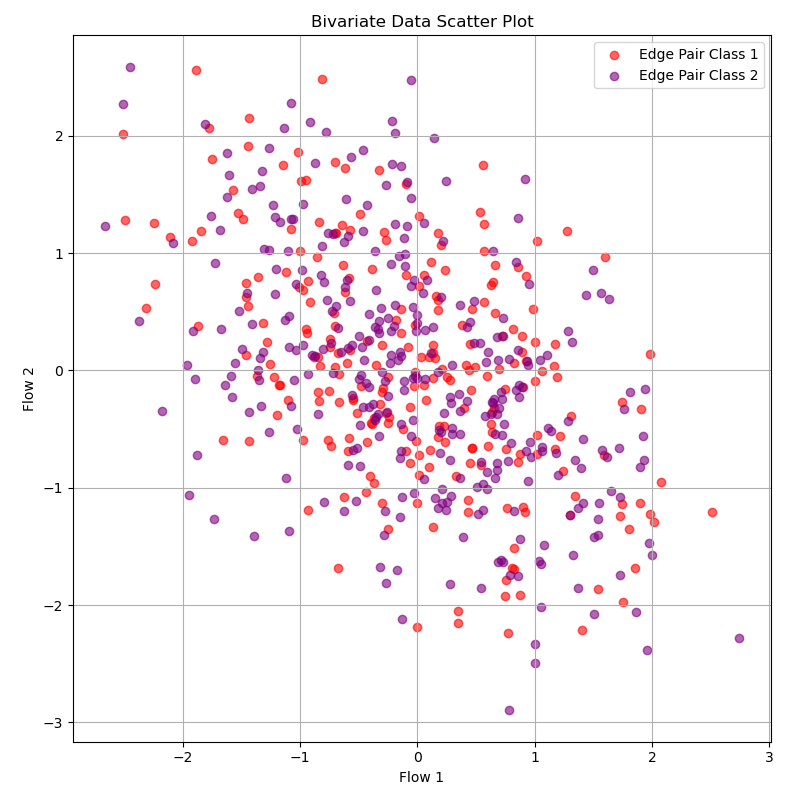 Bivariate Data Scatter Plot
Edge Pair Class 1
Edge Pair Class 2
Flow 2
2
1
0
−1
−2
−3
−2
−1
0
1
2
3
Flow 1